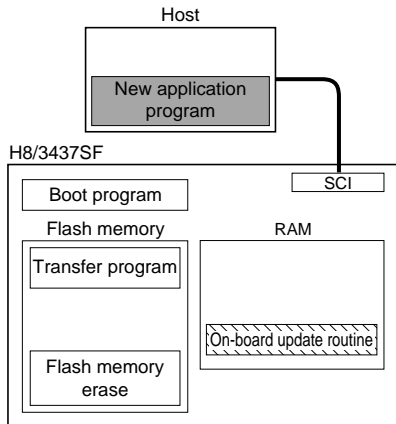 Host
New application
program
H8/3437SF
SCI
Boot program
Flash memory
RAM
Transfer program
On-board update routine
Flash memory
erase